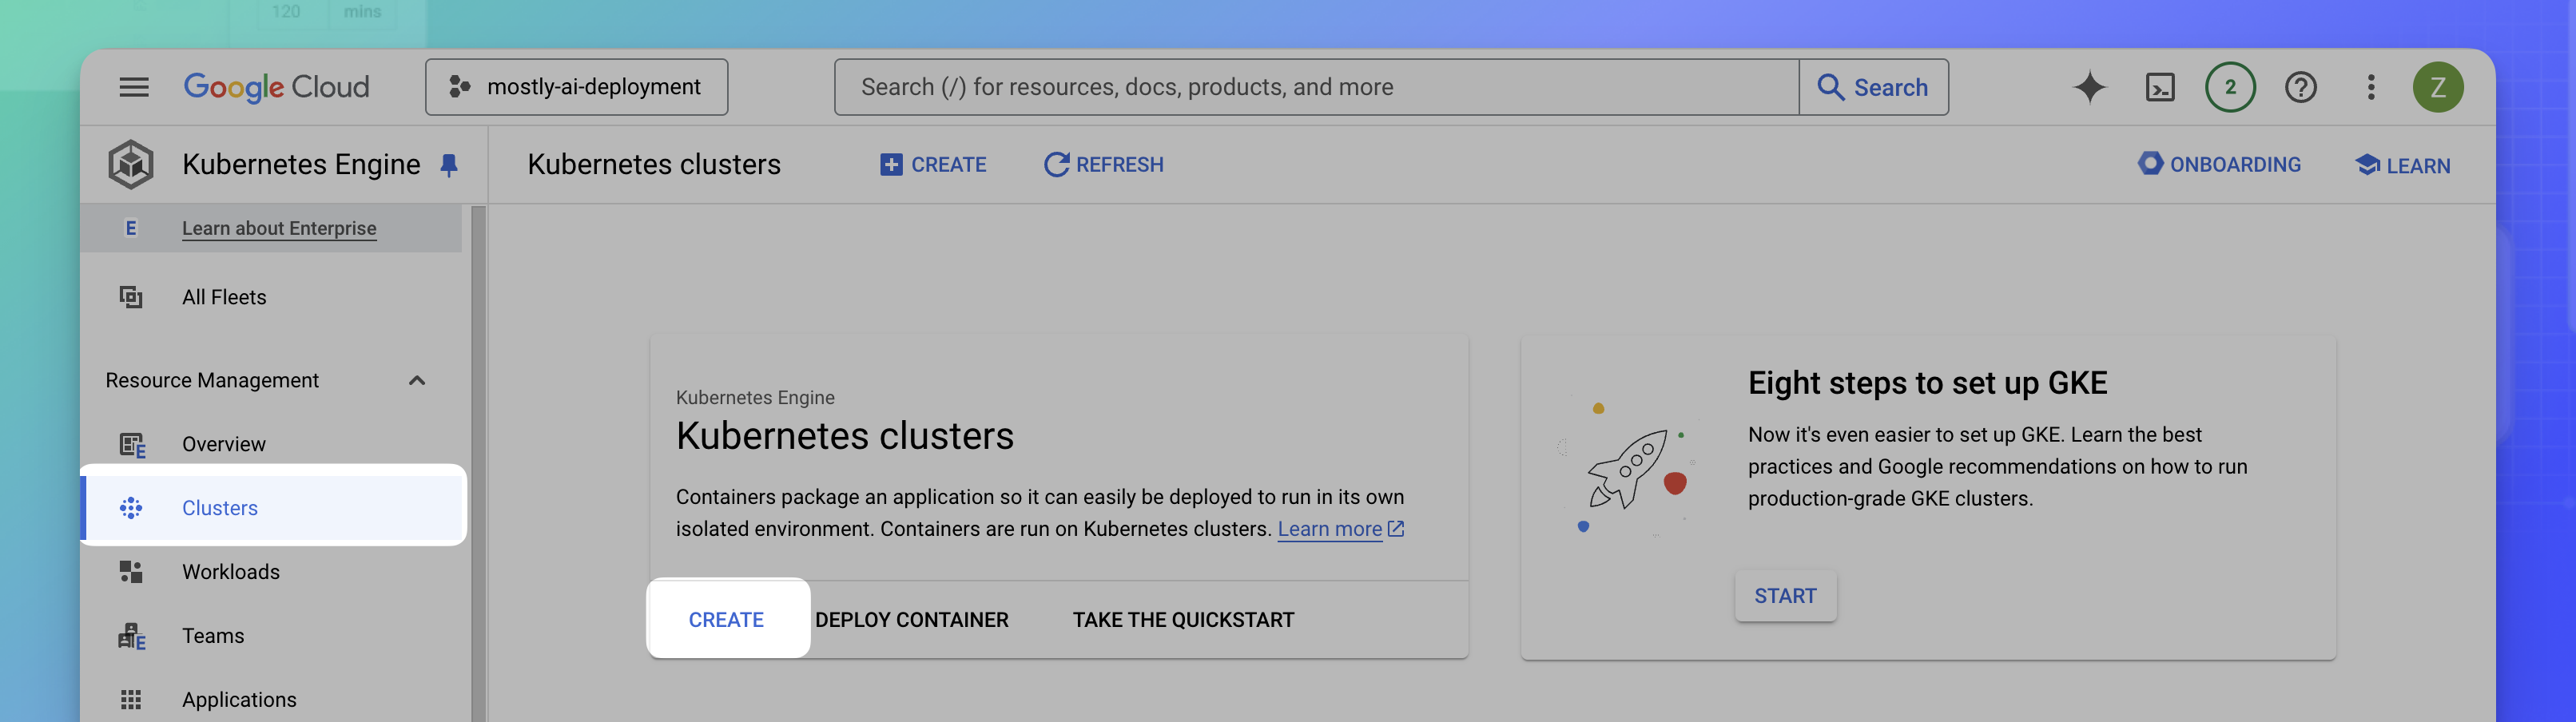 120 mins
Google Cloud
mostly-ai-deployment
Search (/) for resources, docs, products, and more
Search
2
Z
Kubernetes Engine
Kubernetes clusters
CREATE
REFRESH
ONBOARDING
LEARN
E Learn about Enterprise
All Fleets
Resource Management
E Overview
Clusters
Workloads
E Teams
Applications
Kubernetes Engine
Kubernetes clusters
Containers package an application so it can easily be deployed to run in its own
isolated environment. Containers are run on Kubernetes clusters. Learn more
CREATE DEPLOY CONTAINER TAKE THE QUICKSTART
Eight steps to set up GKE
Now it's even easier to set up GKE. Learn the best
practices and Google recommendations on how to run
production-grade GKE clusters.
START